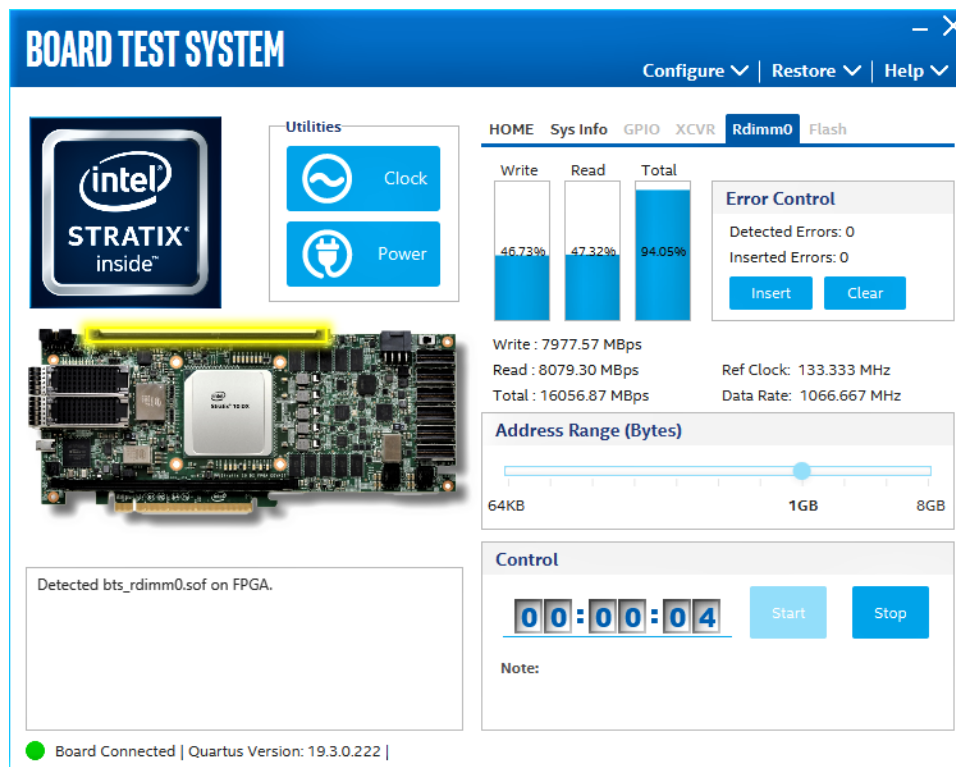 BOARD TEST SYSTEM
Configure | Restore | Help
intel
STRATIX
inside™
Utilities
Clock
Power
HOME Sys Info GPIO XCVR Rdimm0 Flash
Write Read Total
46.73% 47.32% 94.05%
Error Control
Detected Errors: 0
Inserted Errors: 0
Insert Clear
Write : 7977.57 MBps
Read : 8079.30 MBps
Total : 16056.87 MBps
Ref Clock: 133.333 MHz
Data Rate: 1066.667 MHz
Address Range (Bytes)
64KB 1GB 8GB
Stratix® 10 DX
Control
00:00:04
Start Stop
Note:
Detected bts_rdimm0.sof on FPGA.
Board Connected | Quartus Version: 19.3.0.222 |